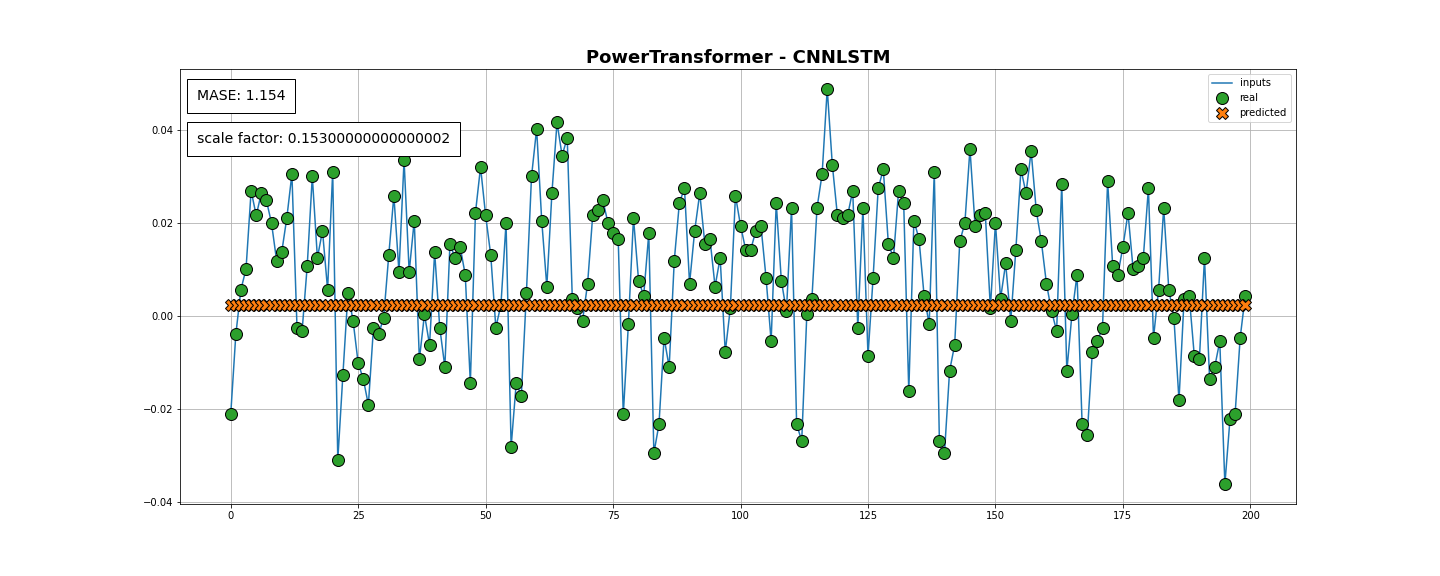 PowerTransformer - CNNLSTM
MASE: 1.154
scale factor: 0.15300000000000002
inputs
real
predicted
0.04
0.02
0.00
−0.02
−0.04
0 25 50 75 100 125 150 175 200